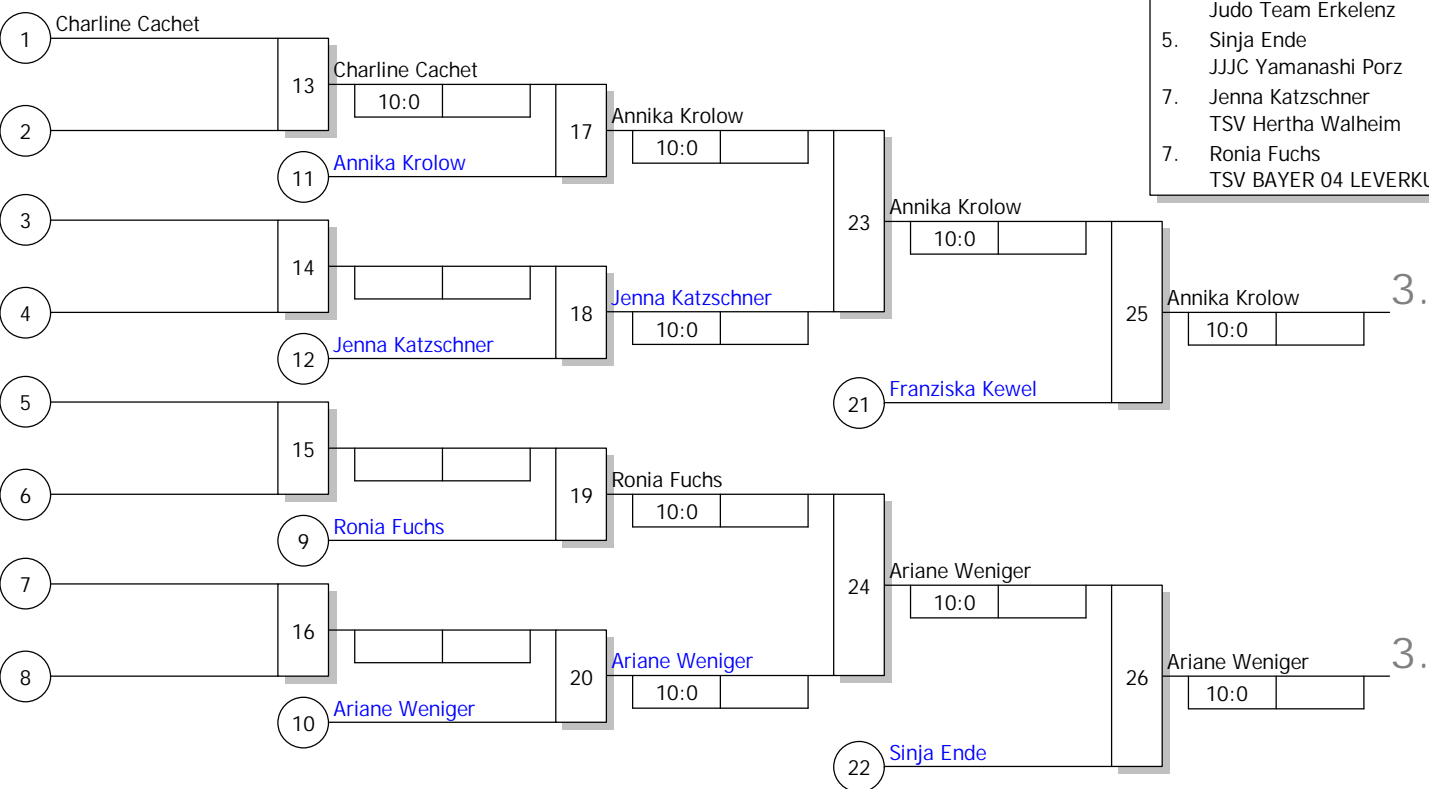 Charline Cachet
1
13
Charline Cachet
10:0
2
17
Annika Krolow
10:0
11
Annika Krolow
3
23
Annika Krolow
10:0
14
4
18
Jenna Katzschner
10:0
12
Jenna Katzschner
25
Annika Krolow
10:0
3.
21
Franziska Kewel
5
15
6
19
Ronia Fuchs
10:0
9
Ronia Fuchs
7
24
Ariane Weniger
10:0
16
8
20
Ariane Weniger
10:0
10
Ariane Weniger
26
Ariane Weniger
10:0
3.
22
Sinja Ende
Judo Team Erkelenz
5. Sinja Ende
JJJC Yamanashi Porz
7. Jenna Katzschner
TSV Hertha Walheim
7. Ronia Fuchs
TSV BAYER 04